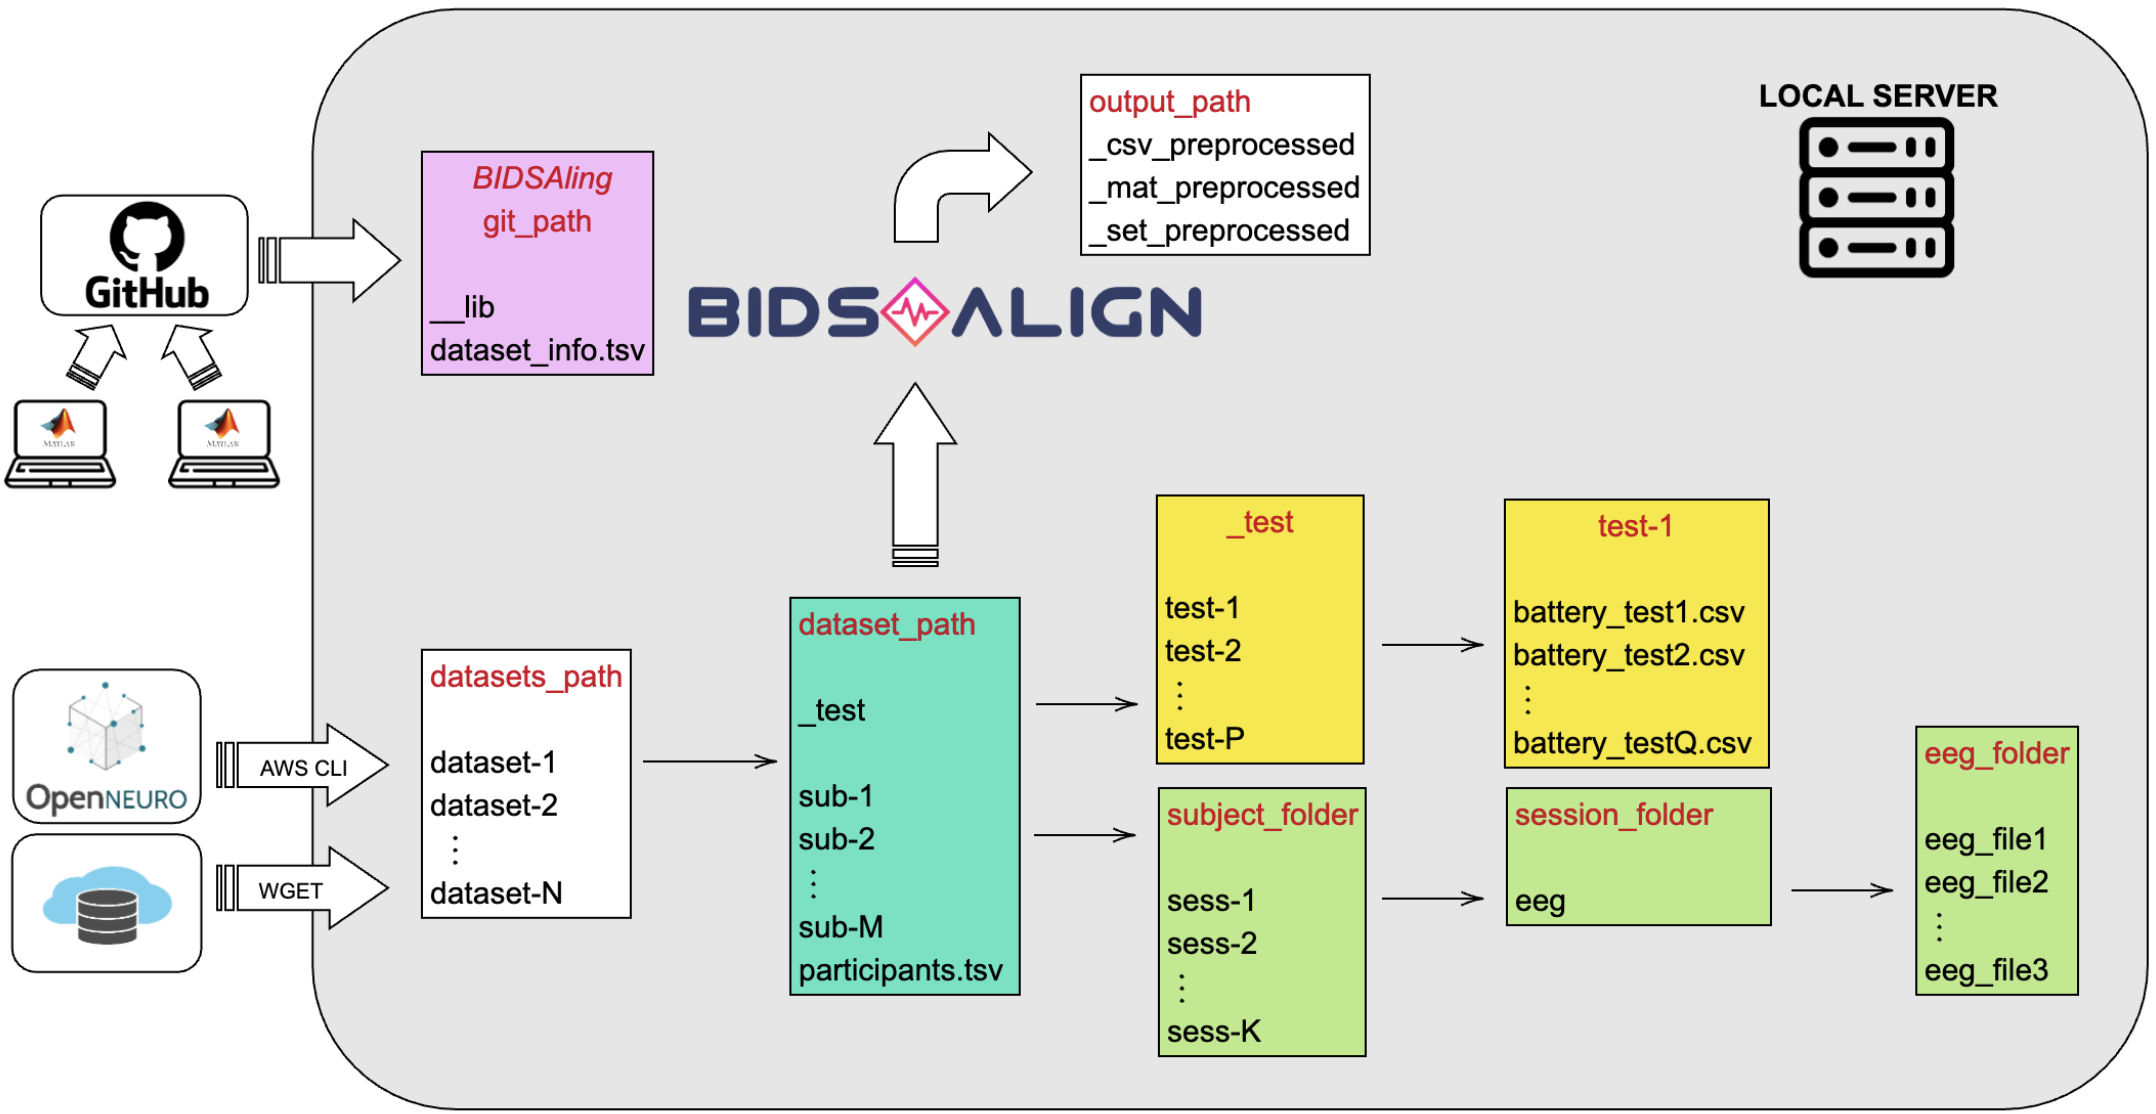 LOCAL SERVER
output_path
_csv_preprocessed
_mat_preprocessed
_set_preprocessed
BIDSAling
git_path
__lib
dataset_info.tsv
GitHub
BIDS ALIGN
MATLAB
MATLAB
_test
test-1
test-2
⋮
test-P
test-1
battery_test1.csv
battery_test2.csv
⋮
battery_testQ.csv
dataset_path
_test
sub-1
sub-2
⋮
sub-M
participants.tsv
datasets_path
dataset-1
dataset-2
⋮
dataset-N
OpenNEURO
AWS CLI
WGET
subject_folder
sess-1
sess-2
⋮
sess-K
session_folder
eeg
eeg_folder
eeg_file1
eeg_file2
⋮
eeg_file3